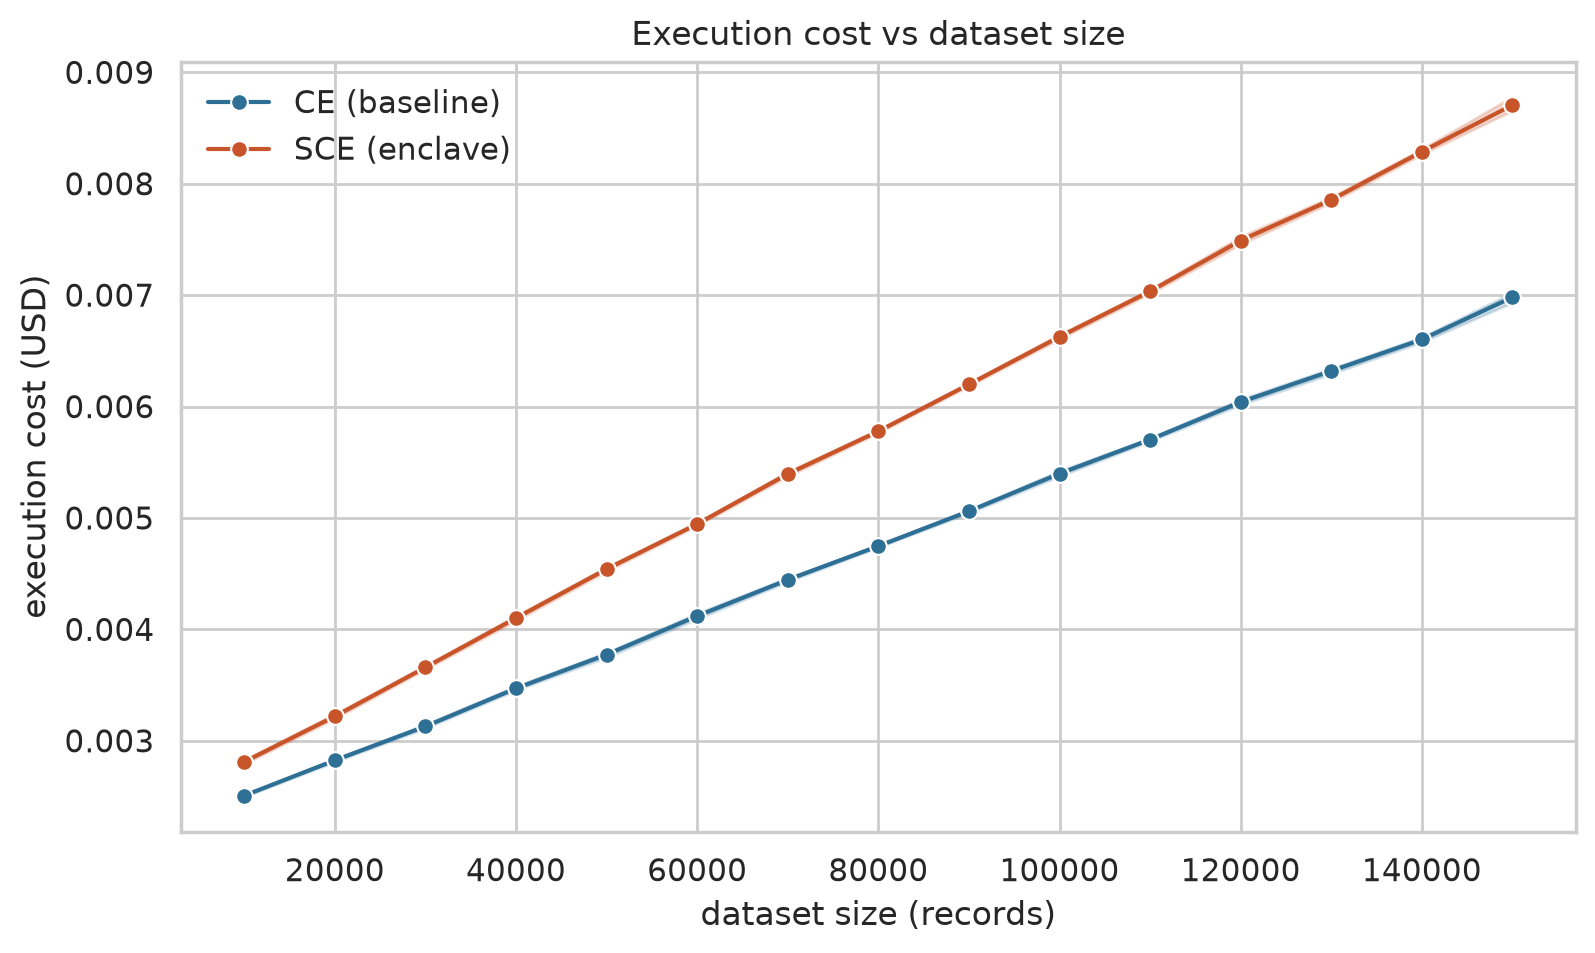 Execution cost vs dataset size
CE (baseline)
SCE (enclave)
execution cost (USD)
0.009
0.008
0.007
0.006
0.005
0.004
0.003
20000 40000 60000 80000 100000 120000 140000
dataset size (records)